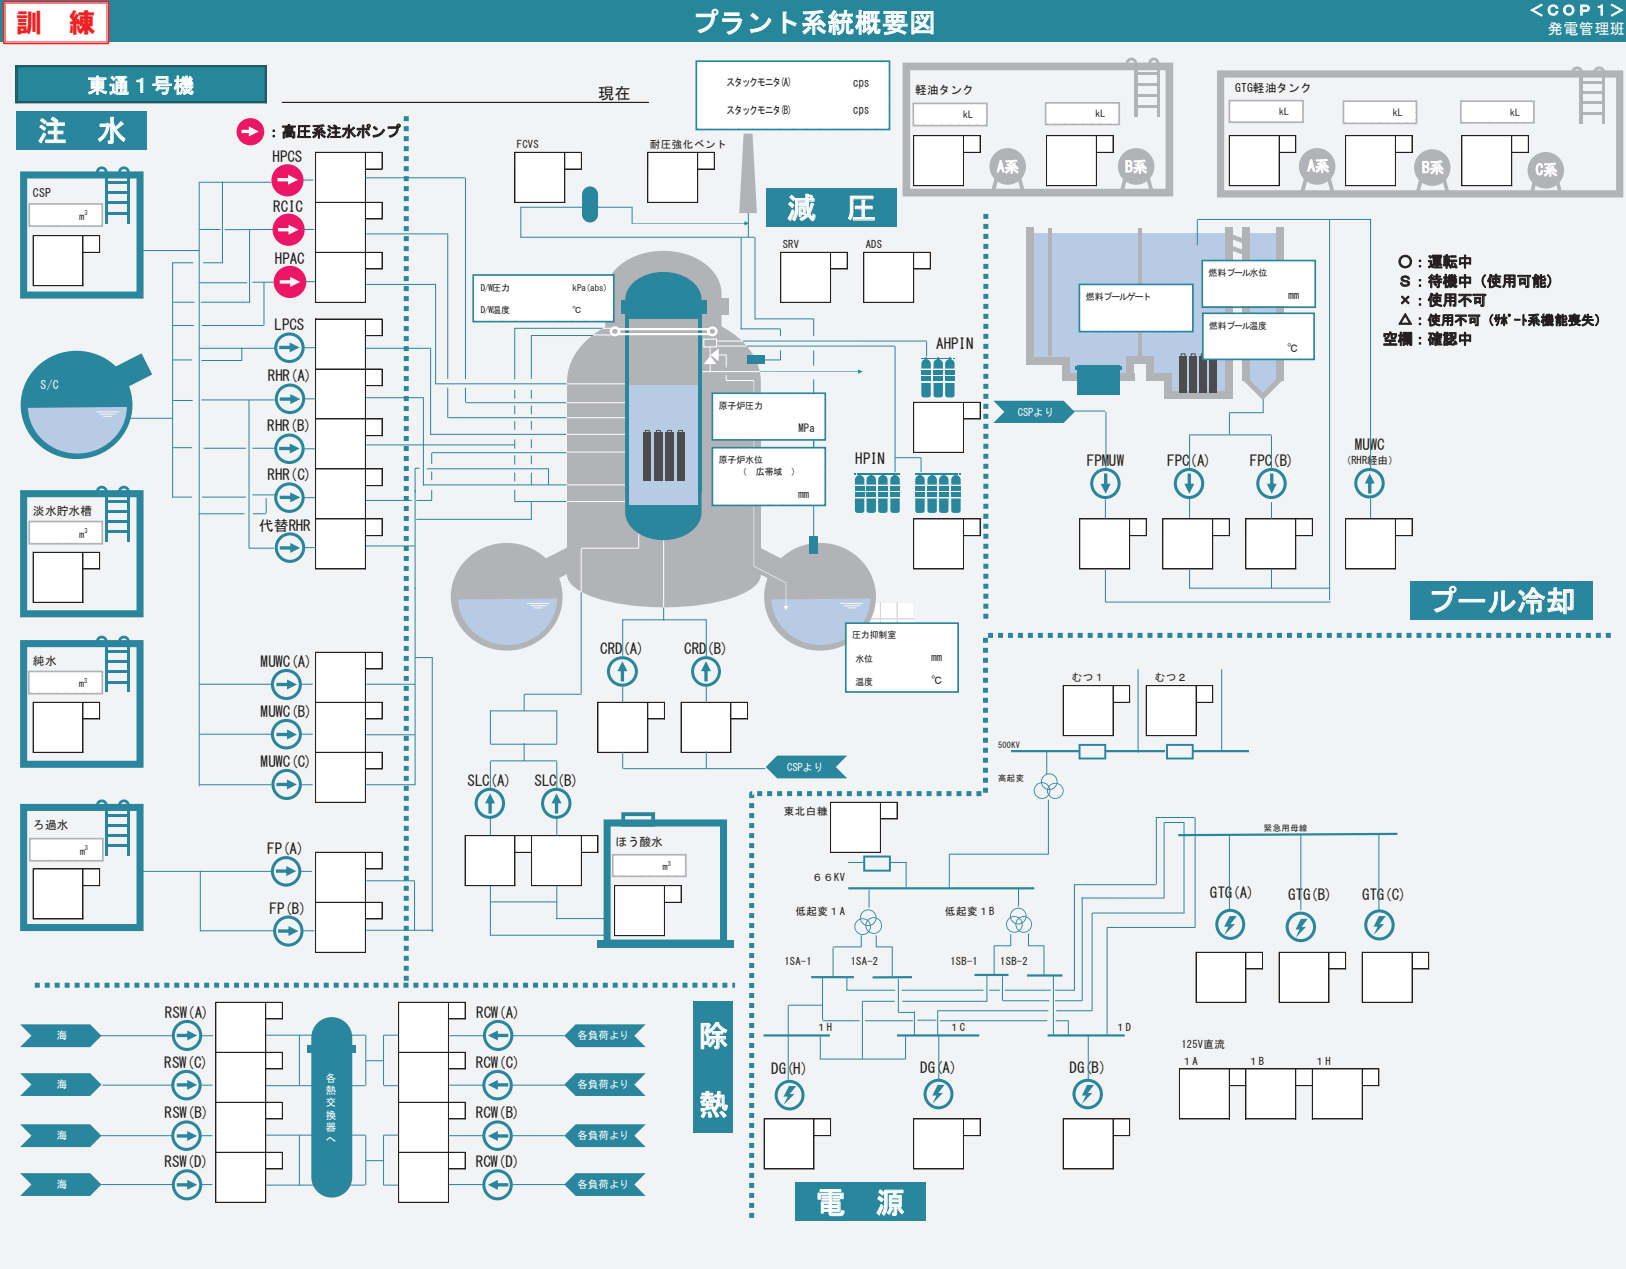 訓　練
プラント系統概要図
＜ＣＯＰ１＞
発電管理班
東通１号機
現在
注　水
：高圧系注水ポンプ
HPCS
RCIC
HPAC
LPCS
RHR(A)
RHR(B)
RHR(C)
代替RHR
MUWC(A)
MUWC(B)
MUWC(C)
FP(A)
FP(B)
CSP
m³
S/C
淡水貯水槽
m³
純水
m³
ろ過水
m³
スタックモニタ(A)　cps
スタックモニタ(B)　cps
FCVS
耐圧強化ベント
減　圧
SRV
ADS
D/W圧力　kPa(abs)
D/W温度　℃
AHPIN
HPIN
原子炉圧力
MPa
原子炉水位
（　広帯域　）
mm
圧力抑制室
水位　mm
温度　℃
CRD(A)
CRD(B)
CSPより
SLC(A)
SLC(B)
ほう酸水
m³
軽油タンク
kL
kL
A系
B系
GTG軽油タンク
kL
kL
kL
A系
B系
C系
燃料プール水位
mm
燃料プールゲート
燃料プール温度
℃
○：運転中
S：待機中（使用可能）
×：使用不可
△：使用不可（ｻﾎﾟｰﾄ系機能喪失）
空欄：確認中
CSPより
FPMUW
FPC(A)
FPC(B)
MUWC
(RHR経由)
プール冷却
むつ１
むつ２
500KV
高起変
東北白糠
６６KV
緊急用母線
低起変１A
低起変１B
1SA-1
1SA-2
1SB-1
1SB-2
GTG(A)
GTG(B)
GTG(C)
１H
１C
１D
DG(H)
DG(A)
DG(B)
125V直流
１A
１B
１H
電　源
除　熱
RSW(A)
RSW(C)
RSW(B)
RSW(D)
海
海
海
海
各熱交換器へ
RCW(A)
RCW(C)
RCW(B)
RCW(D)
各負荷より
各負荷より
各負荷より
各負荷より